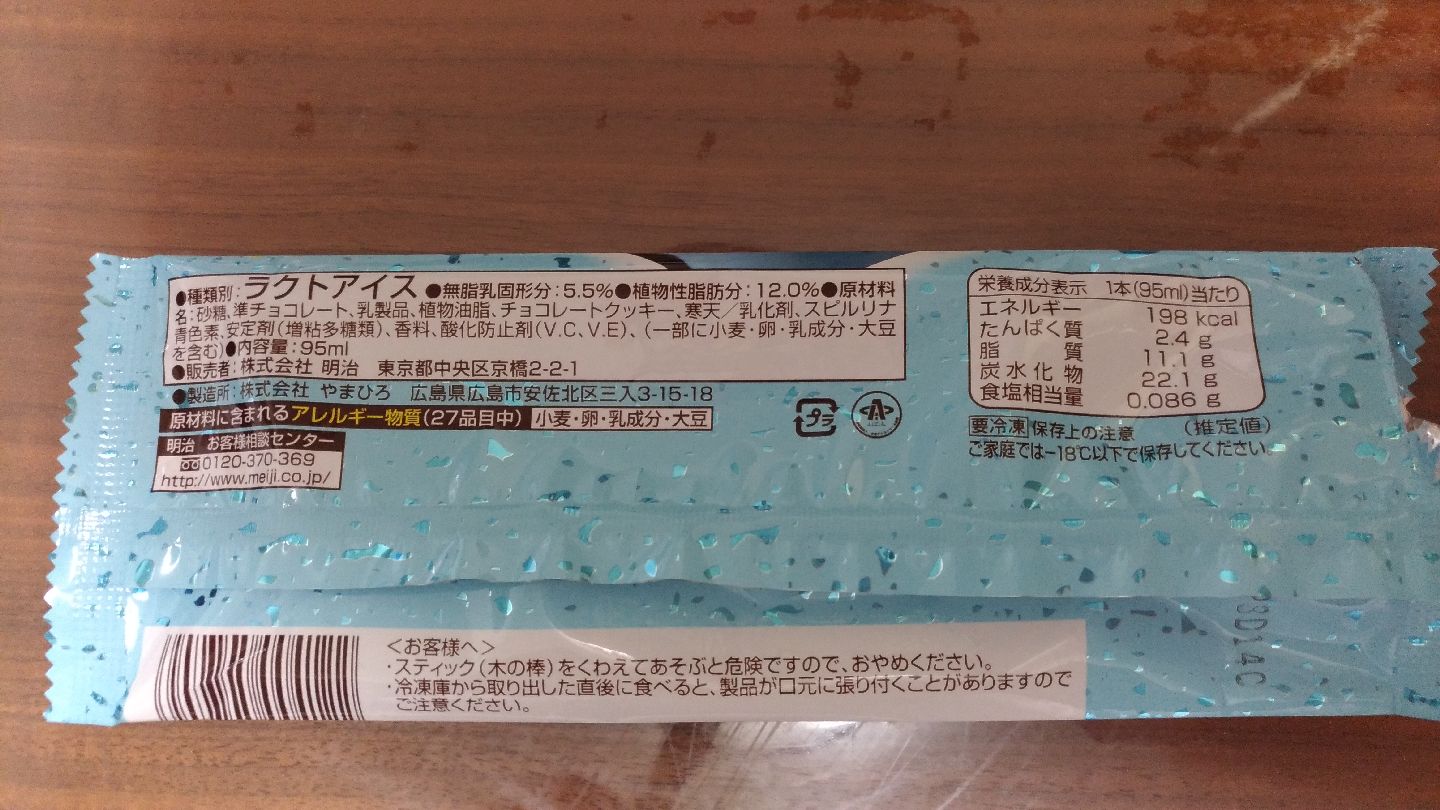 ●種類別：ラクトアイス ●無脂乳固形分：5.5%●植物性脂肪分：12.0%●原材料
名：砂糖、準チョコレート、乳製品、植物油脂、チョコレートクッキー、寒天／乳化剤、スピルリナ
青色素、安定剤(増粘多糖類)、香料、酸化防止剤(V.C、V.E)、(一部に小麦・卵・乳成分・大豆
を含む)●内容量：95ml
●販売者：株式会社 明治 東京都中央区京橋2-2-1
●製造所：株式会社 やまひろ 広島県広島市安佐北区三入3-15-18
原材料に含まれるアレルギー物質(27品目中) 小麦・卵・乳成分・大豆
明治 お客様相談センター
0120-370-369
http://www.meiji.co.jp/
プラ
栄養成分表示 1本(95ml)当たり
エネルギー 198 kcal
たんぱく質 2.4 g
脂質 11.1 g
炭水化物 22.1 g
食塩相当量 0.086 g
(推定値)
要冷凍 保存上の注意
ご家庭では-18℃以下で保存してください。
＜お客様へ＞
・スティック(木の棒)をくわえてあそぶと危険ですので、おやめください。
・冷凍庫から取り出した直後に食べると、製品が口元に張り付くことがありますので
ご注意ください。